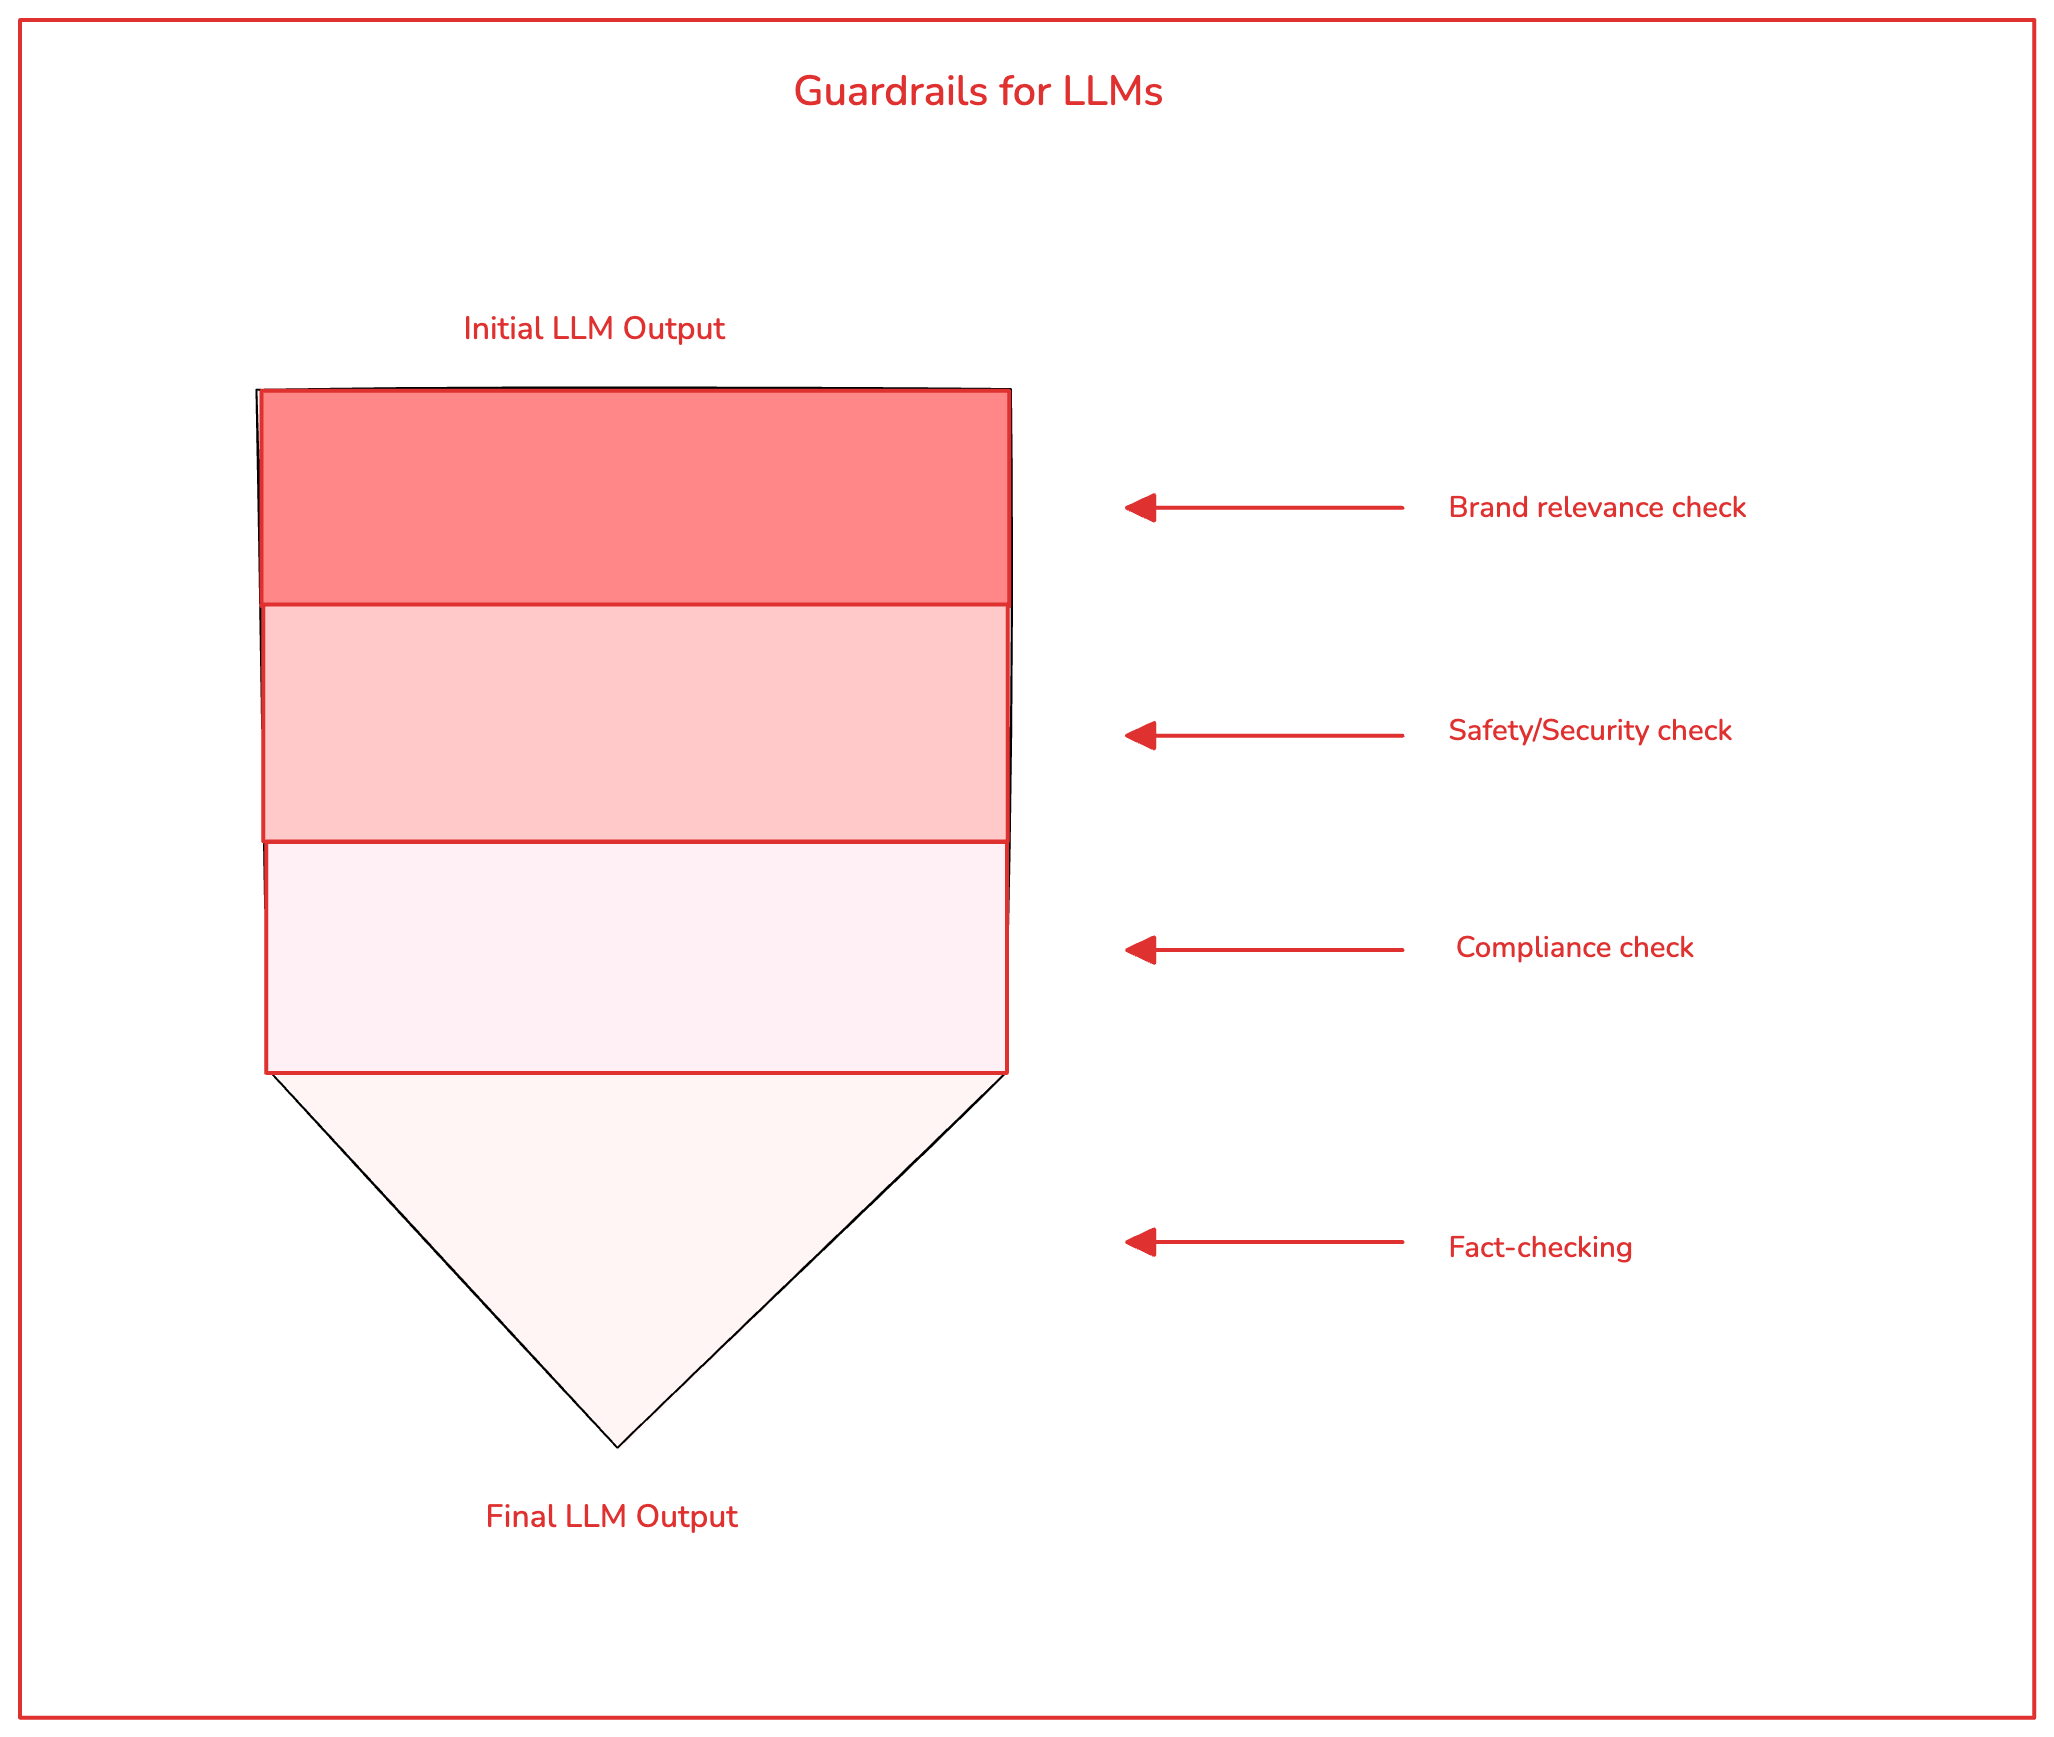 Guardrails for LLMs
Initial LLM Output
Brand relevance check
Safety/Security check
Compliance check
Fact-checking
Final LLM Output